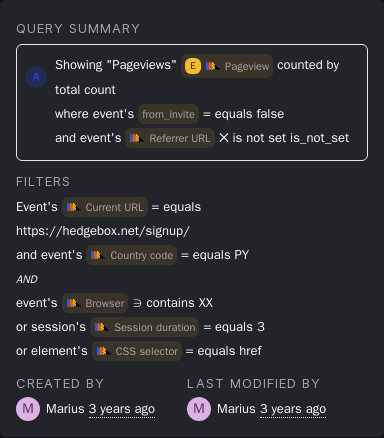 QUERY SUMMARY
A Showing "Pageviews" E Pageview counted by
total count
where event's from_invite = equals false
and event's Referrer URL ✕ is not set is_not_set
FILTERS
Event's Current URL = equals
https://hedgebox.net/signup/
and event's Country code = equals PY
AND
event's Browser ∋ contains XX
or session's Session duration = equals 3
or element's CSS selector = equals href
CREATED BY LAST MODIFIED BY
M Marius 3 years ago M Marius 3 years ago